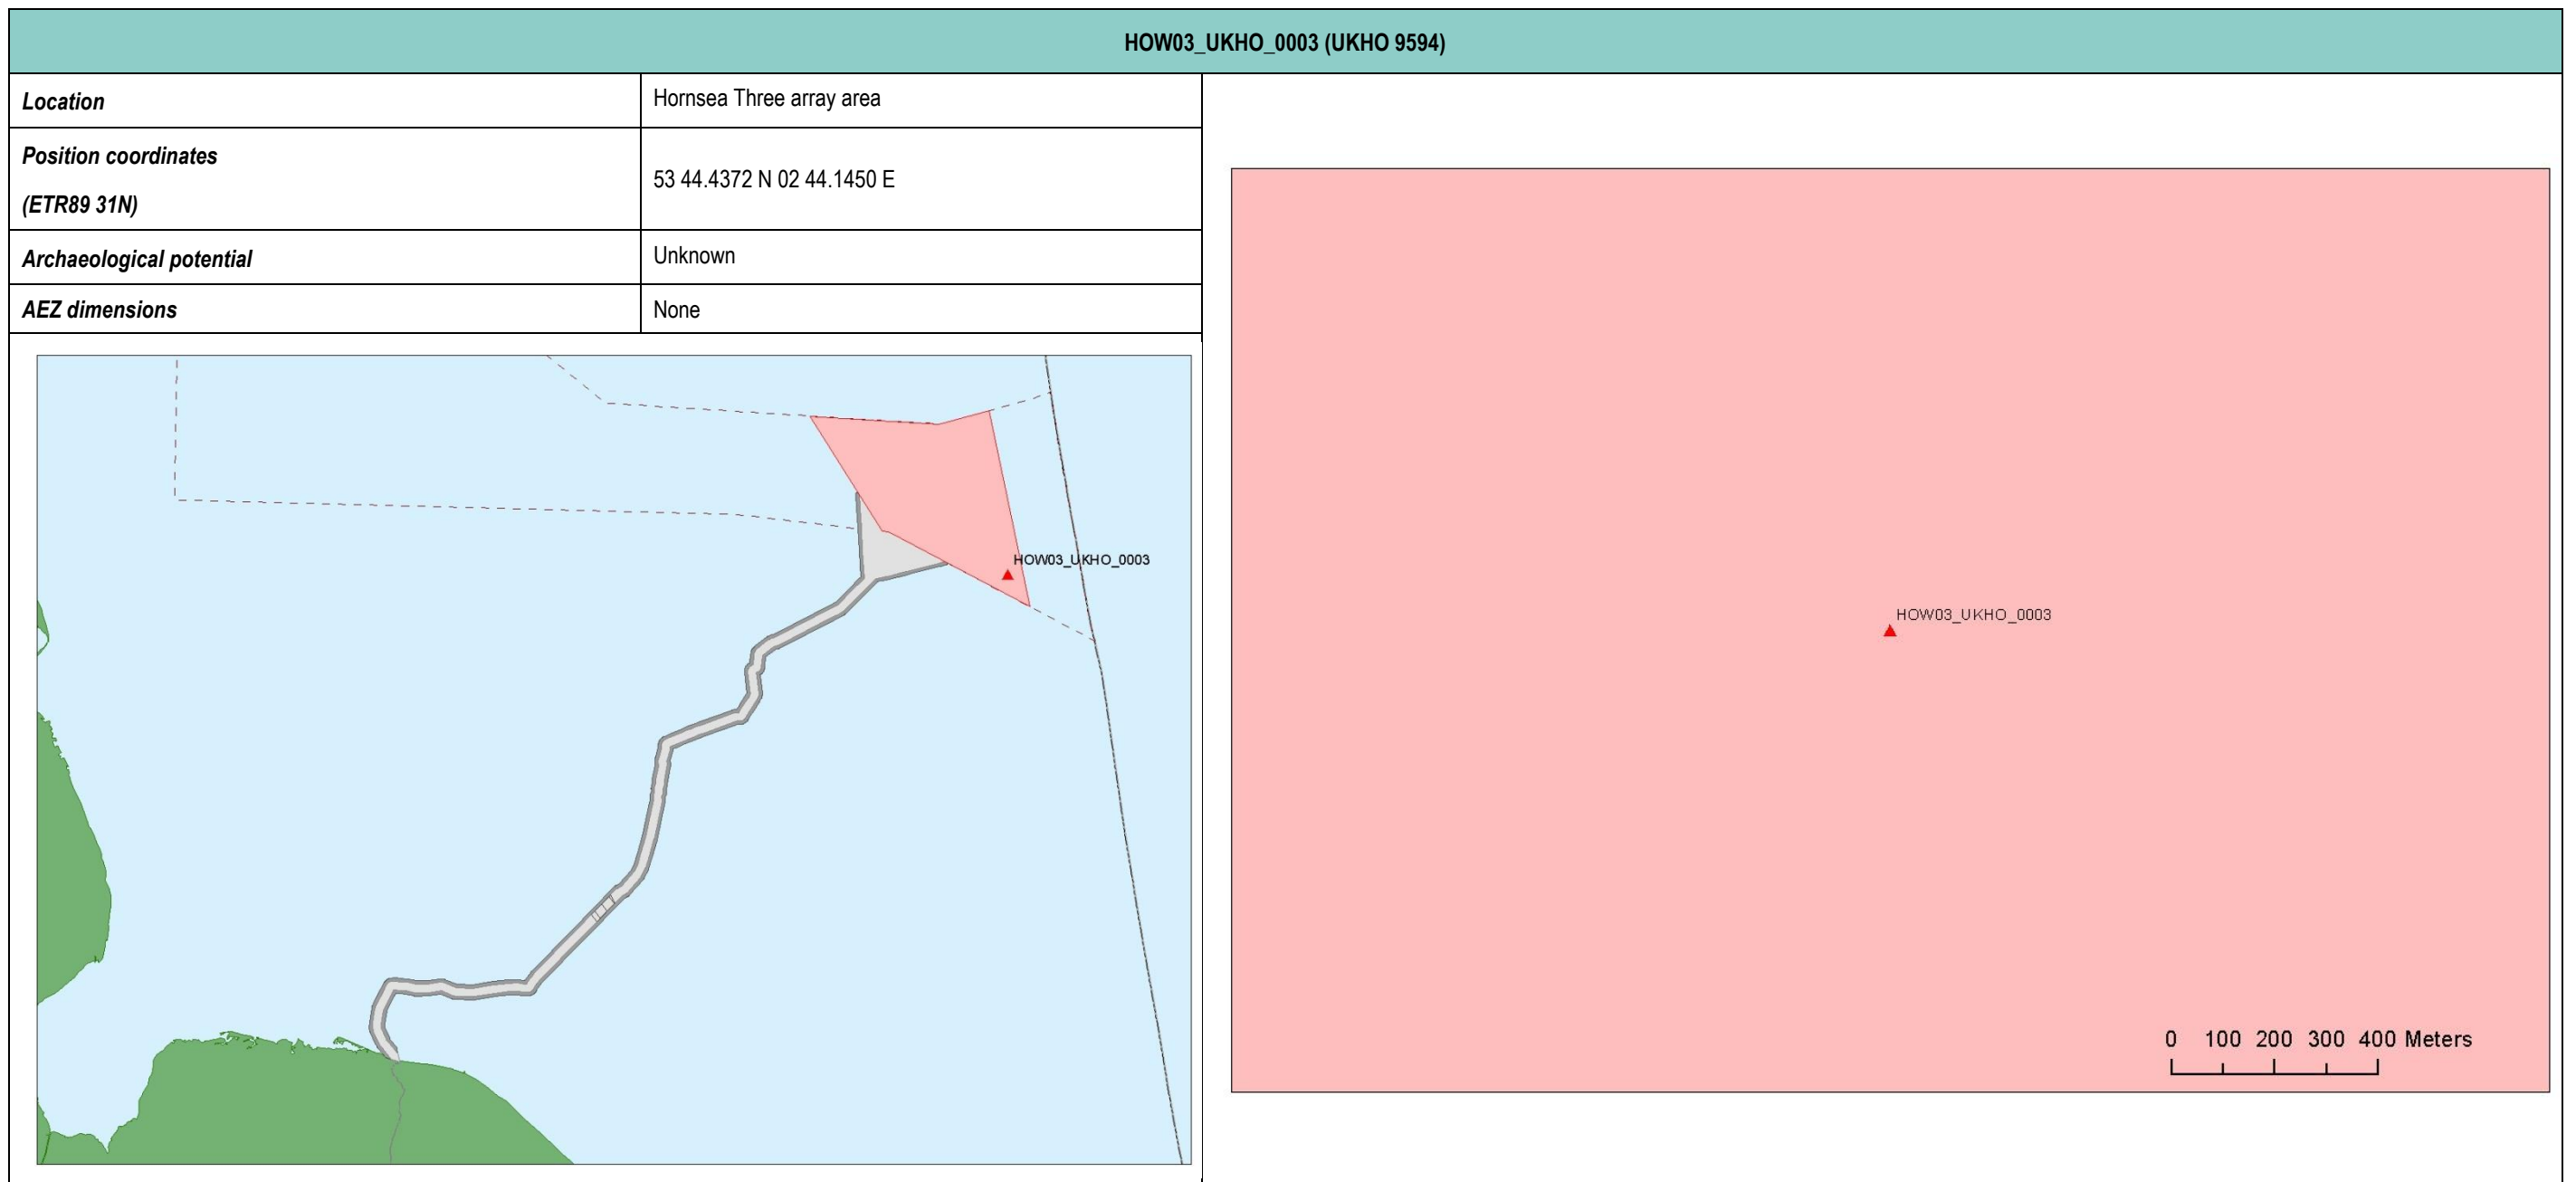 HOW03_UKHO_0003 (UKHO 9594)
Location
Hornsea Three array area
Position coordinates
(ETR89 31N)
53 44.4372 N 02 44.1450 E
Archaeological potential
Unknown
AEZ dimensions
None
HOW03_UKHO_0003
HOW03_UKHO_0003
0 100 200 300 400 Meters